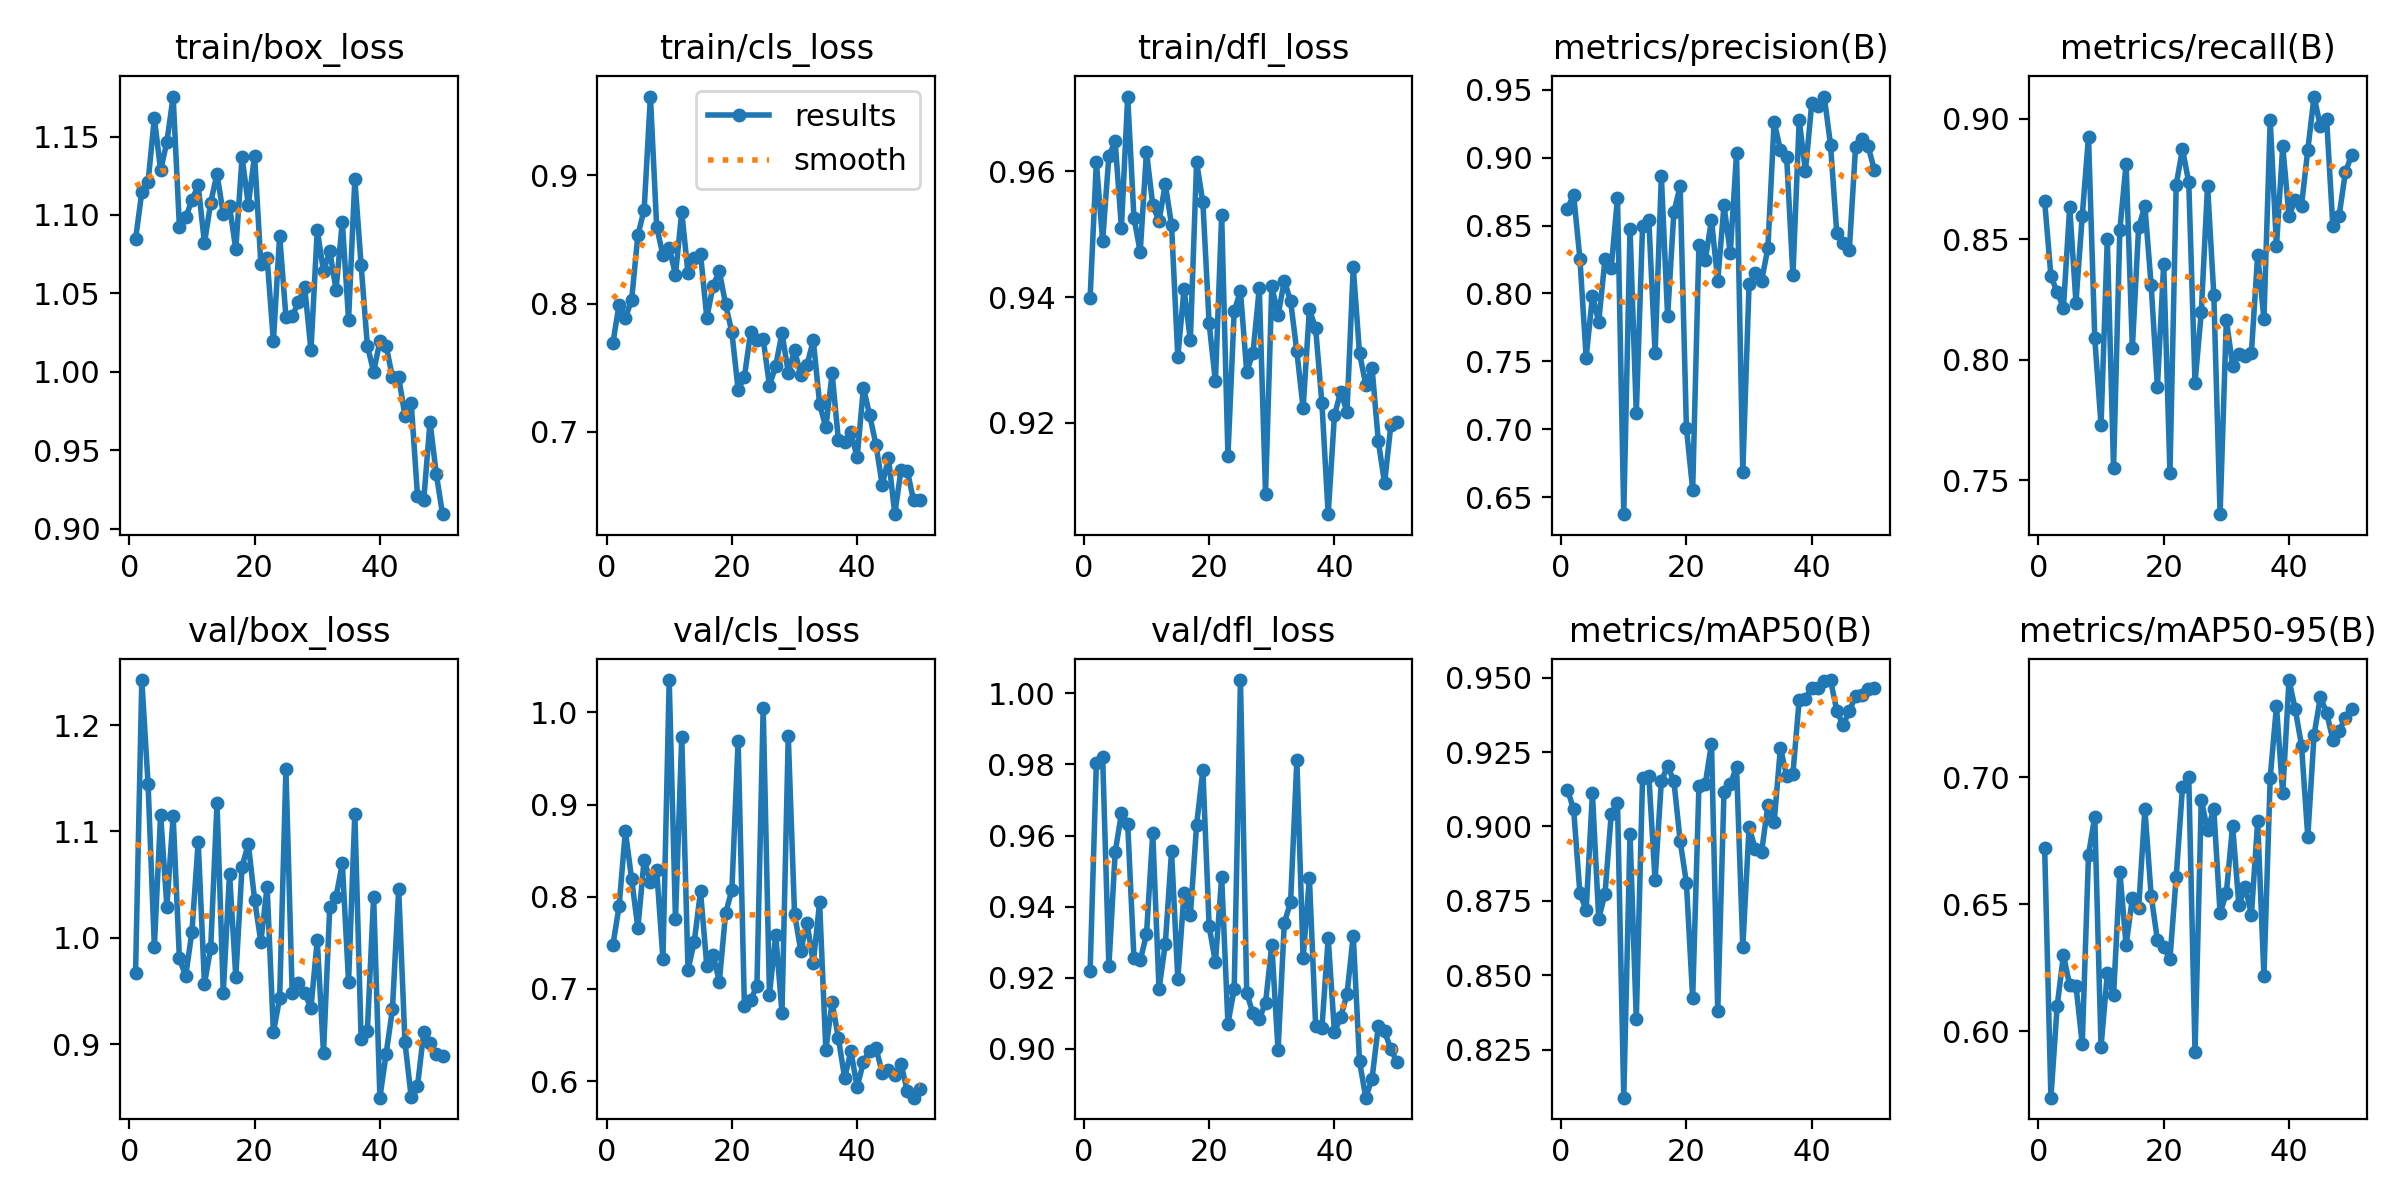 train/box_loss
train/cls_loss
train/dfl_loss
metrics/precision(B)
metrics/recall(B)
1.15
1.10
1.05
1.00
0.95
0.90
0 20 40
results
smooth
0.9
0.8
0.7
0 20 40
0.96
0.94
0.92
0 20 40
0.95
0.90
0.85
0.80
0.75
0.70
0.65
0 20 40
0.90
0.85
0.80
0.75
0 20 40
val/box_loss
val/cls_loss
val/dfl_loss
metrics/mAP50(B)
metrics/mAP50-95(B)
1.2
1.1
1.0
0.9
0 20 40
1.0
0.9
0.8
0.7
0.6
0 20 40
1.00
0.98
0.96
0.94
0.92
0.90
0 20 40
0.950
0.925
0.900
0.875
0.850
0.825
0 20 40
0.70
0.65
0.60
0 20 40